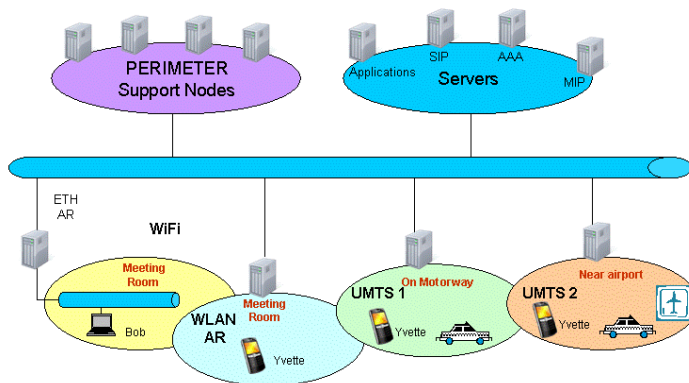 PERIMETER
Support Nodes
Applications
SIP
AAA
MIP
Servers
ETH
AR
WiFi
Meeting
Room
Bob
Meeting
Room
WLAN
AR
Yvette
On Motorway
UMTS 1
Yvette
Near airport
UMTS 2
Yvette